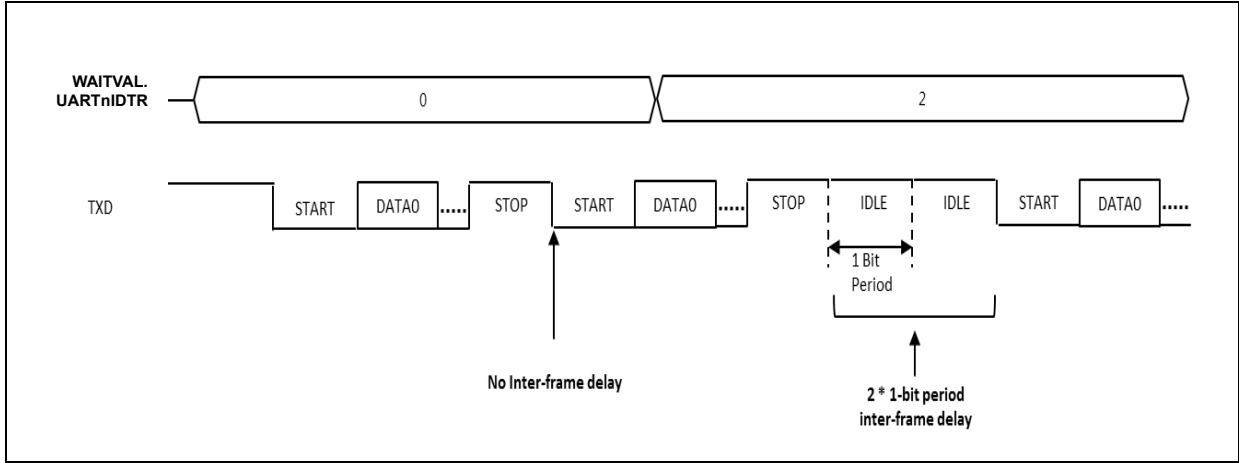 WAITVAL.
UARTnIDTR
0
2
TXD
START
DATA0
.....
STOP
START
DATA0
.....
STOP
IDLE
IDLE
START
DATA0
.....
1 Bit
Period
No Inter-frame delay
2 * 1-bit period
inter-frame delay